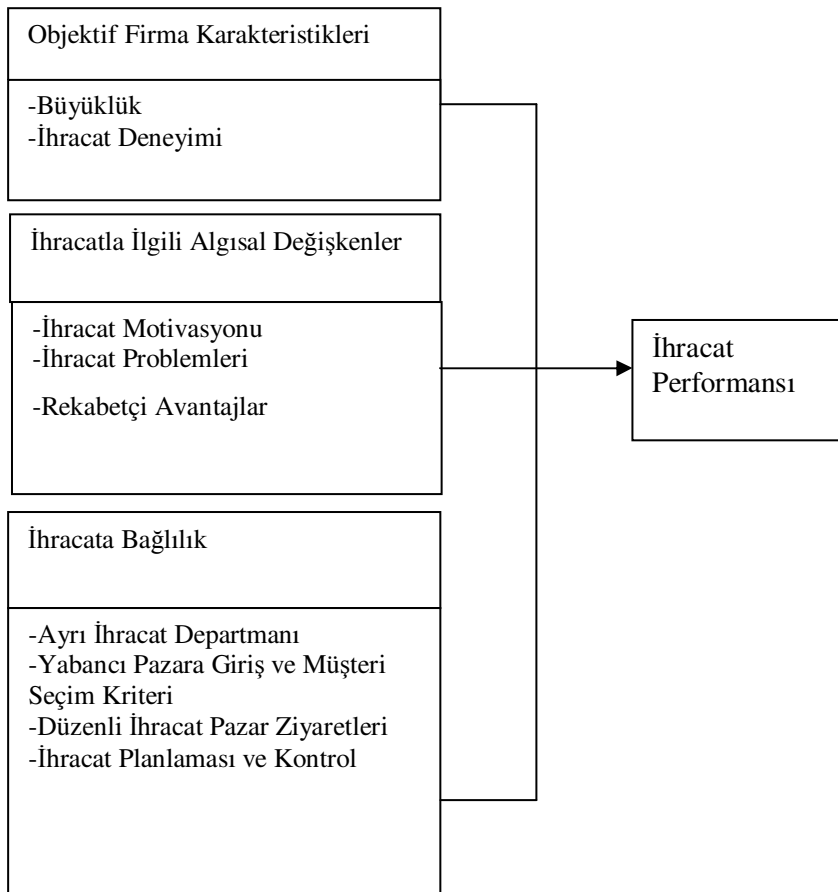 Objektif Firma Karakteristikleri
-Büyüklük
-İhracat Deneyimi
İhracatla İlgili Algısal Değişkenler
-İhracat Motivasyonu
-İhracat Problemleri
-Rekabetçi Avantajlar
İhracata Bağlılık
-Ayrı İhracat Departmanı
-Yabancı Pazara Giriş ve Müşteri
Seçim Kriteri
-Düzenli İhracat Pazar Ziyaretleri
-İhracat Planlaması ve Kontrol
İhracat
Performansı